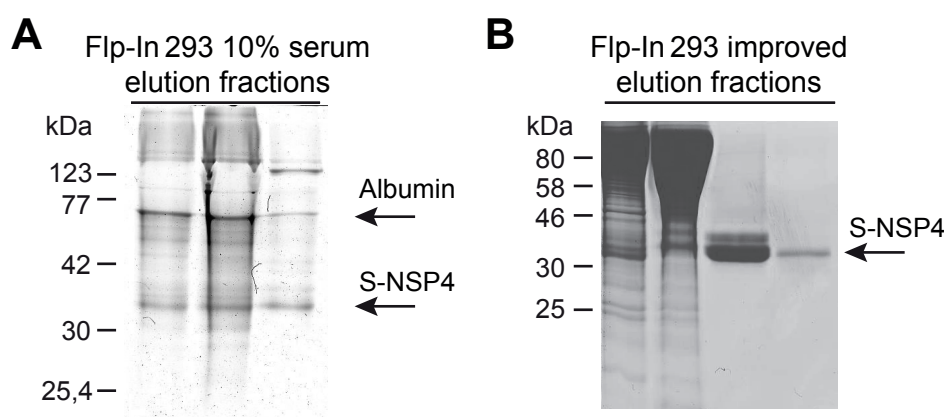 A
Flp-In 293 10% serum
elution fractions
kDa
123
77
42
30
25,4
Albumin
S-NSP4
B
Flp-In 293 improved
elution fractions
kDa
80
58
46
30
25
S-NSP4